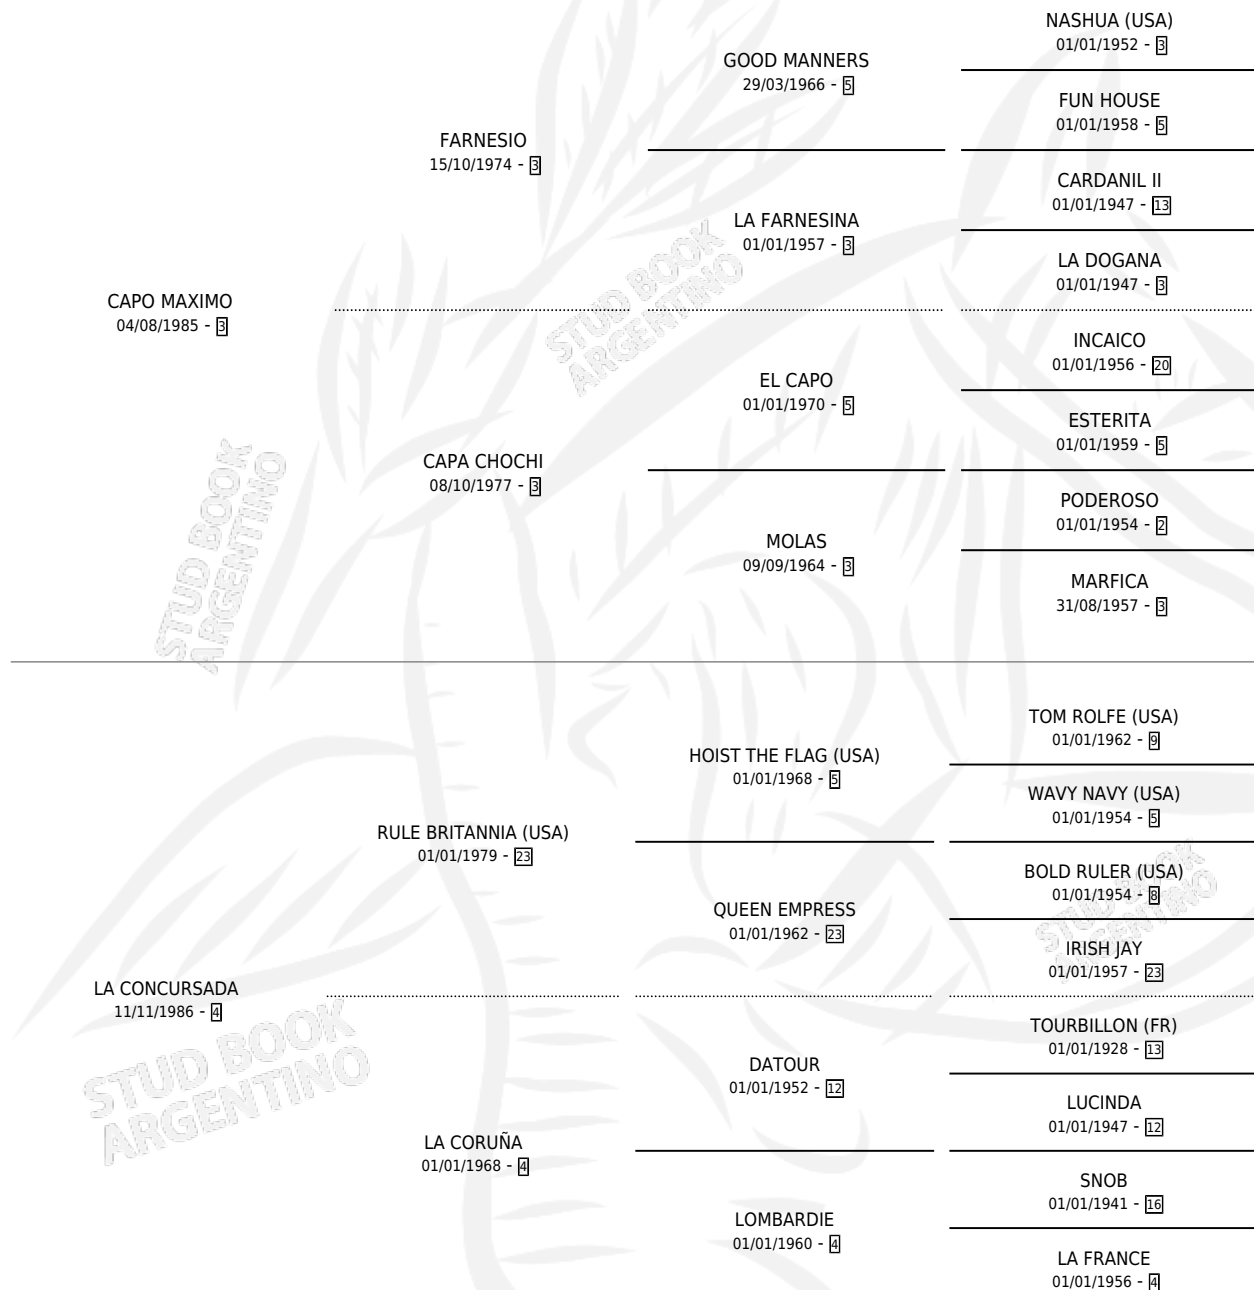 NASHUA (USA)
01/01/1952 - 3
GOOD MANNERS
29/03/1966 - 5
FUN HOUSE
01/01/1958 - 5
FARNESIO
15/10/1974 - 3
CARDANIL II
01/01/1947 - 13
LA FARNESINA
01/01/1957 - 3
LA DOGANA
01/01/1947 - 3
CAPO MAXIMO
04/08/1985 - 3
INCAICO
01/01/1956 - 20
EL CAPO
01/01/1970 - 5
ESTERITA
01/01/1959 - 5
CAPA CHOCHI
08/10/1977 - 3
PODEROSO
01/01/1954 - 2
MOLAS
09/09/1964 - 3
MARFICA
31/08/1957 - 3
TOM ROLFE (USA)
01/01/1962 - 9
HOIST THE FLAG (USA)
01/01/1968 - 5
WAVY NAVY (USA)
01/01/1954 - 5
RULE BRITANNIA (USA)
01/01/1979 - 23
BOLD RULER (USA)
01/01/1954 - 8
QUEEN EMPRESS
01/01/1962 - 23
IRISH JAY
01/01/1957 - 23
LA CONCURSADA
11/11/1986 - 4
TOURBILLON (FR)
01/01/1928 - 13
DATOUR
01/01/1952 - 12
LUCINDA
01/01/1947 - 12
LA CORUÑA
01/01/1968 - 4
SNOB
01/01/1941 - 16
LOMBARDIE
01/01/1960 - 4
LA FRANCE
01/01/1956 - 4
STUD BOOK
ARGENTINO
STUD BOOK
ARGENTINO
STUD BOOK
ARGENTINO
STUD BOOK
ARGENTINO